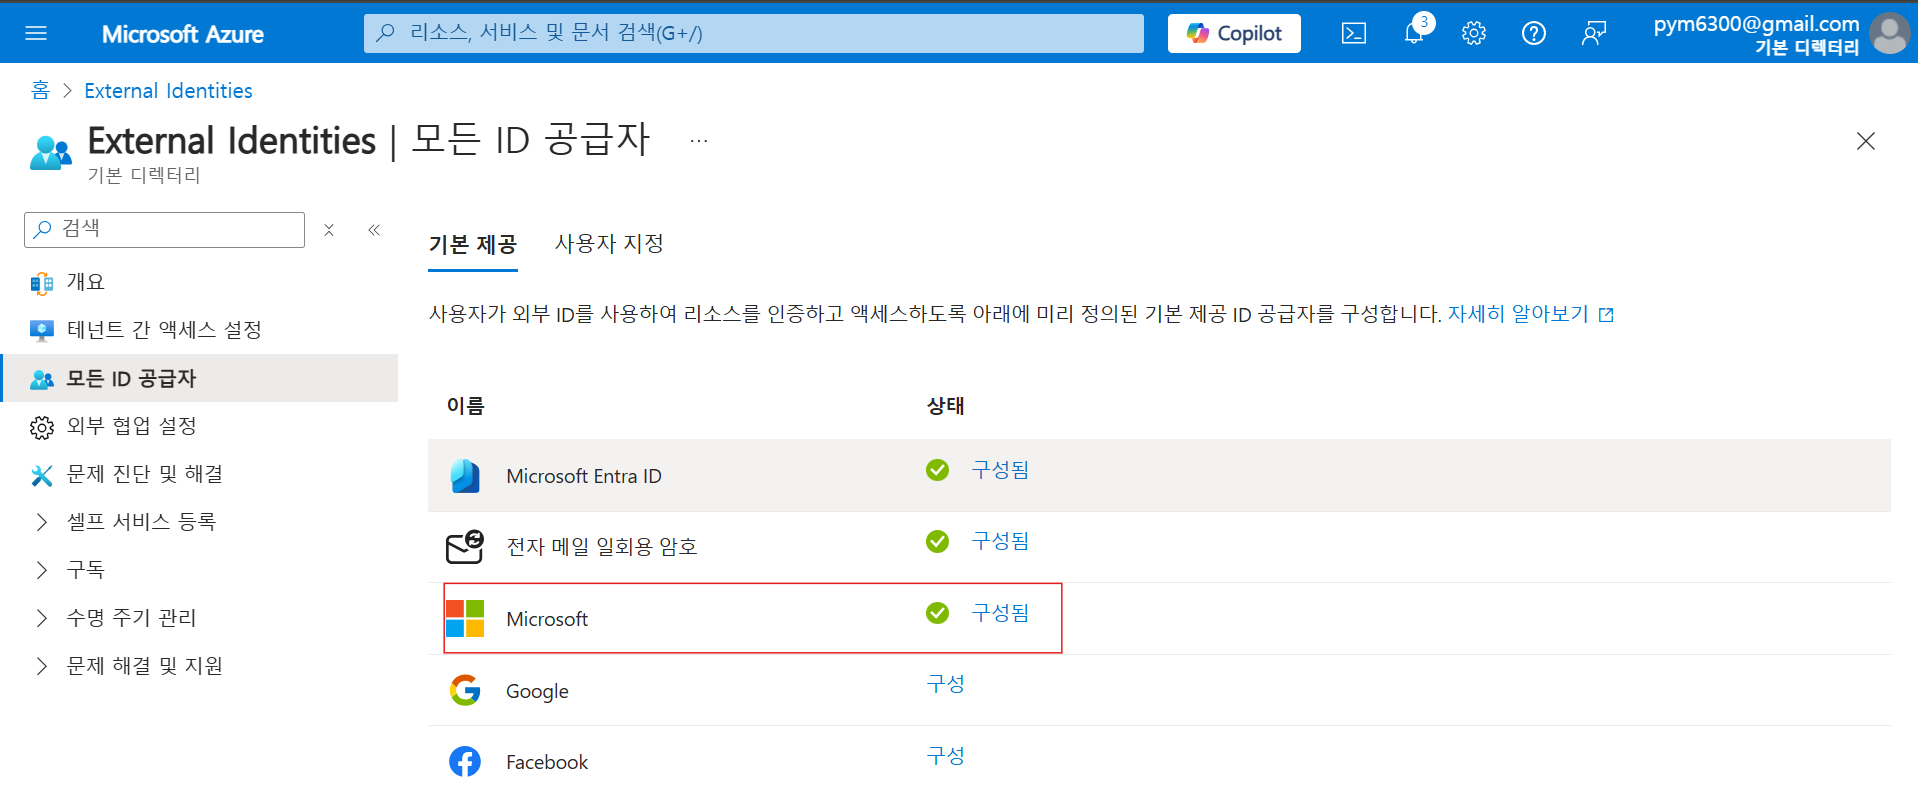 Microsoft Azure
리소스, 서비스 및 문서 검색(G+/)
Copilot
3
pym6300@gmail.com
기본 디렉터리
홈 > External Identities
External Identities | 모든 ID 공급자 ...
기본 디렉터리
검색
개요
테넌트 간 액세스 설정
모든 ID 공급자
외부 협업 설정
문제 진단 및 해결
셀프 서비스 등록
구독
수명 주기 관리
문제 해결 및 지원
기본 제공 사용자 지정
사용자가 외부 ID를 사용하여 리소스를 인증하고 액세스하도록 아래에 미리 정의된 기본 제공 ID 공급자를 구성합니다. 자세히 알아보기
이름 상태
Microsoft Entra ID 구성됨
전자 메일 일회용 암호 구성됨
Microsoft 구성됨
Google 구성
Facebook 구성